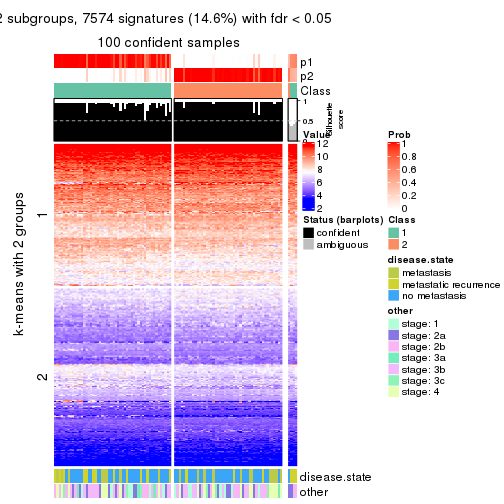 2 subgroups, 7574 signatures (14.6%) with fdr < 0.05
100 confident samples
p1
p2
Class
1
0.5
0
Silhouette
score
k-means with 2 groups
1
2
Value
12
10
8
6
4
2
Prob
1
0.8
0.6
0.4
0.2
0
Status (barplots)
confident
ambiguous
Class
1
2
disease.state
metastasis
metastatic recurrence
no metastasis
other
stage: 1
stage: 2a
stage: 2b
stage: 3a
stage: 3b
stage: 3c
stage: 4
disease.state
other